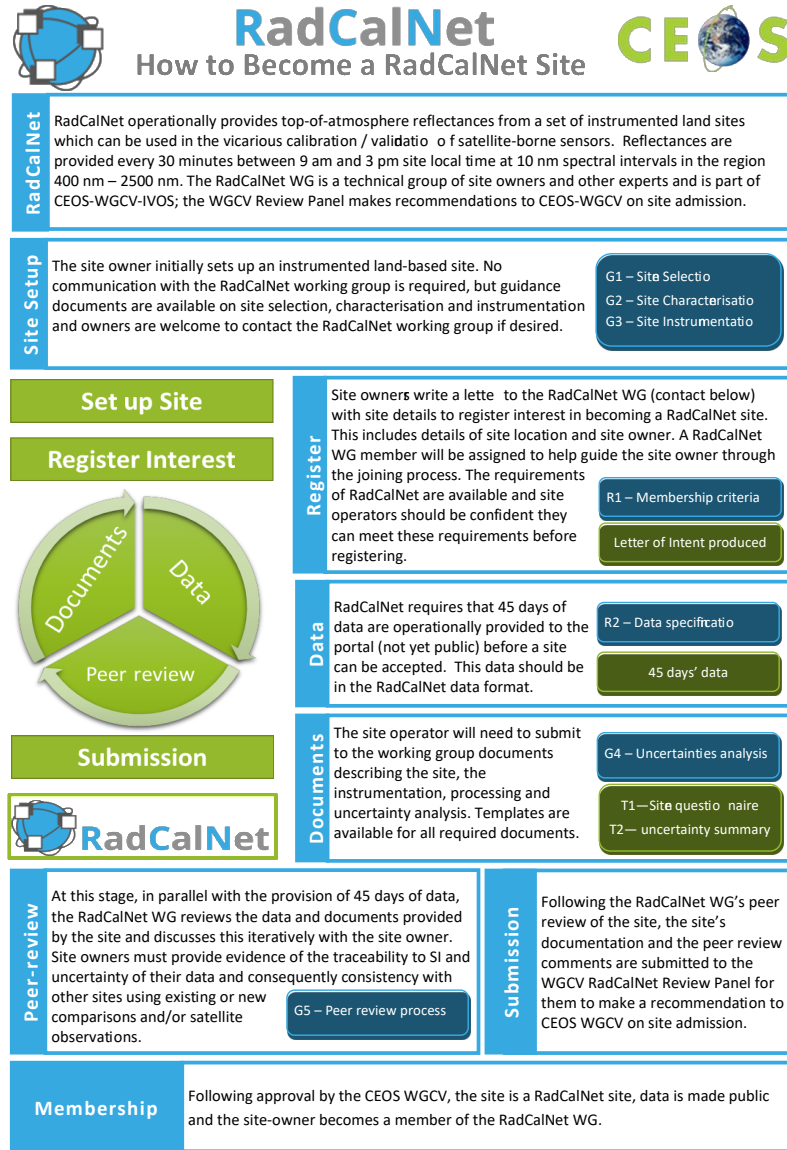 RadCalNet
How to Become a RadCalNet Site
CEOS
RadCalNet
RadCalNet operationally provides top-of-atmosphere reflectances from a set of instrumented land sites
which can be used in the vicarious calibration / validatio o f satellite-borne sensors. Reflectances are
provided every 30 minutes between 9 am and 3 pm site local time at 10 nm spectral intervals in the region
400 nm – 2500 nm. The RadCalNet WG is a technical group of site owners and other experts and is part of
CEOS-WGCV-IVOS; the WGCV Review Panel makes recommendations to CEOS-WGCV on site admission.
Site Setup
The site owner initially sets up an instrumented land-based site. No
communication with the RadCalNet working group is required, but guidance
documents are available on site selection, characterisation and instrumentation
and owners are welcome to contact the RadCalNet working group if desired.
G1 – Site Selectio
G2 – Site Characterisatio
G3 – Site Instrumentatio
Set up Site
Register Interest
Documents
Data
Peer review
Submission
RadCalNet
Register
Site owners write a lette to the RadCalNet WG (contact below)
with site details to register interest in becoming a RadCalNet site.
This includes details of site location and site owner. A RadCalNet
WG member will be assigned to help guide the site owner through
the joining process. The requirements
of RadCalNet are available and site
operators should be confident they
can meet these requirements before
registering.
R1 – Membership criteria
Letter of Intent produced
Data
RadCalNet requires that 45 days of
data are operationally provided to the
portal (not yet public) before a site
can be accepted. This data should be
in the RadCalNet data format.
R2 – Data specificatio
45 days' data
Documents
The site operator will need to submit
to the working group documents
describing the site, the
instrumentation, processing and
uncertainty analysis. Templates are
available for all required documents.
G4 – Uncertainties analysis
T1—Site questio naire
T2— uncertainty summary
Peer-review
At this stage, in parallel with the provision of 45 days of data,
the RadCalNet WG reviews the data and documents provided
by the site and discusses this iteratively with the site owner.
Site owners must provide evidence of the traceability to SI and
uncertainty of their data and consequently consistency with
other sites using existing or new
comparisons and/or satellite
observations.
G5 – Peer review process
Submission
Following the RadCalNet WG's peer
review of the site, the site's
documentation and the peer review
comments are submitted to the
WGCV RadCalNet Review Panel for
them to make a recommendation to
CEOS WGCV on site admission.
Membership
Following approval by the CEOS WGCV, the site is a RadCalNet site, data is made public
and the site-owner becomes a member of the RadCalNet WG.